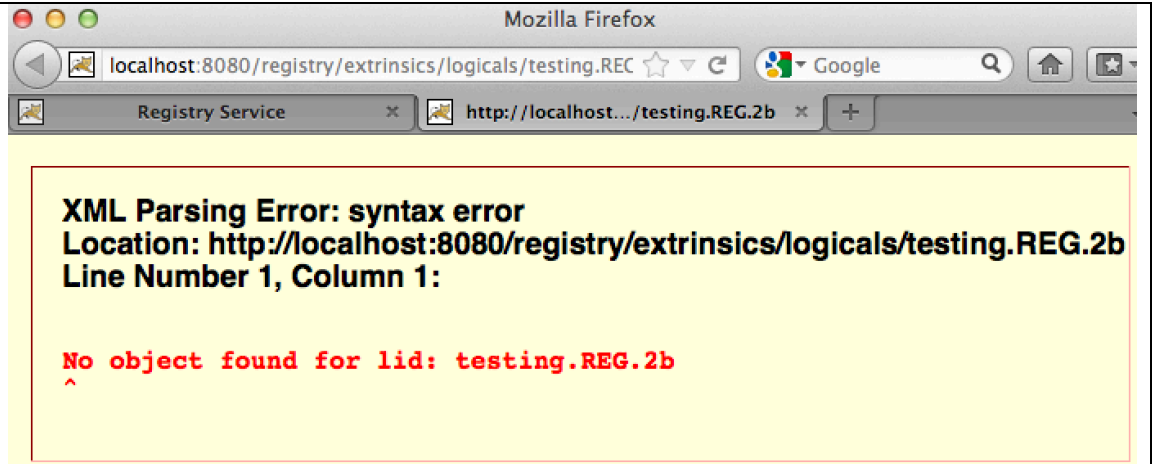 Mozilla Firefox
localhost:8080/registry/extrinsics/logicals/testing.REG
Google
Registry Service
http://localhost.../testing.REG.2b
XML Parsing Error: syntax error
Location: http://localhost:8080/registry/extrinsics/logicals/testing.REG.2b
Line Number 1, Column 1:
No object found for lid: testing.REG.2b
^